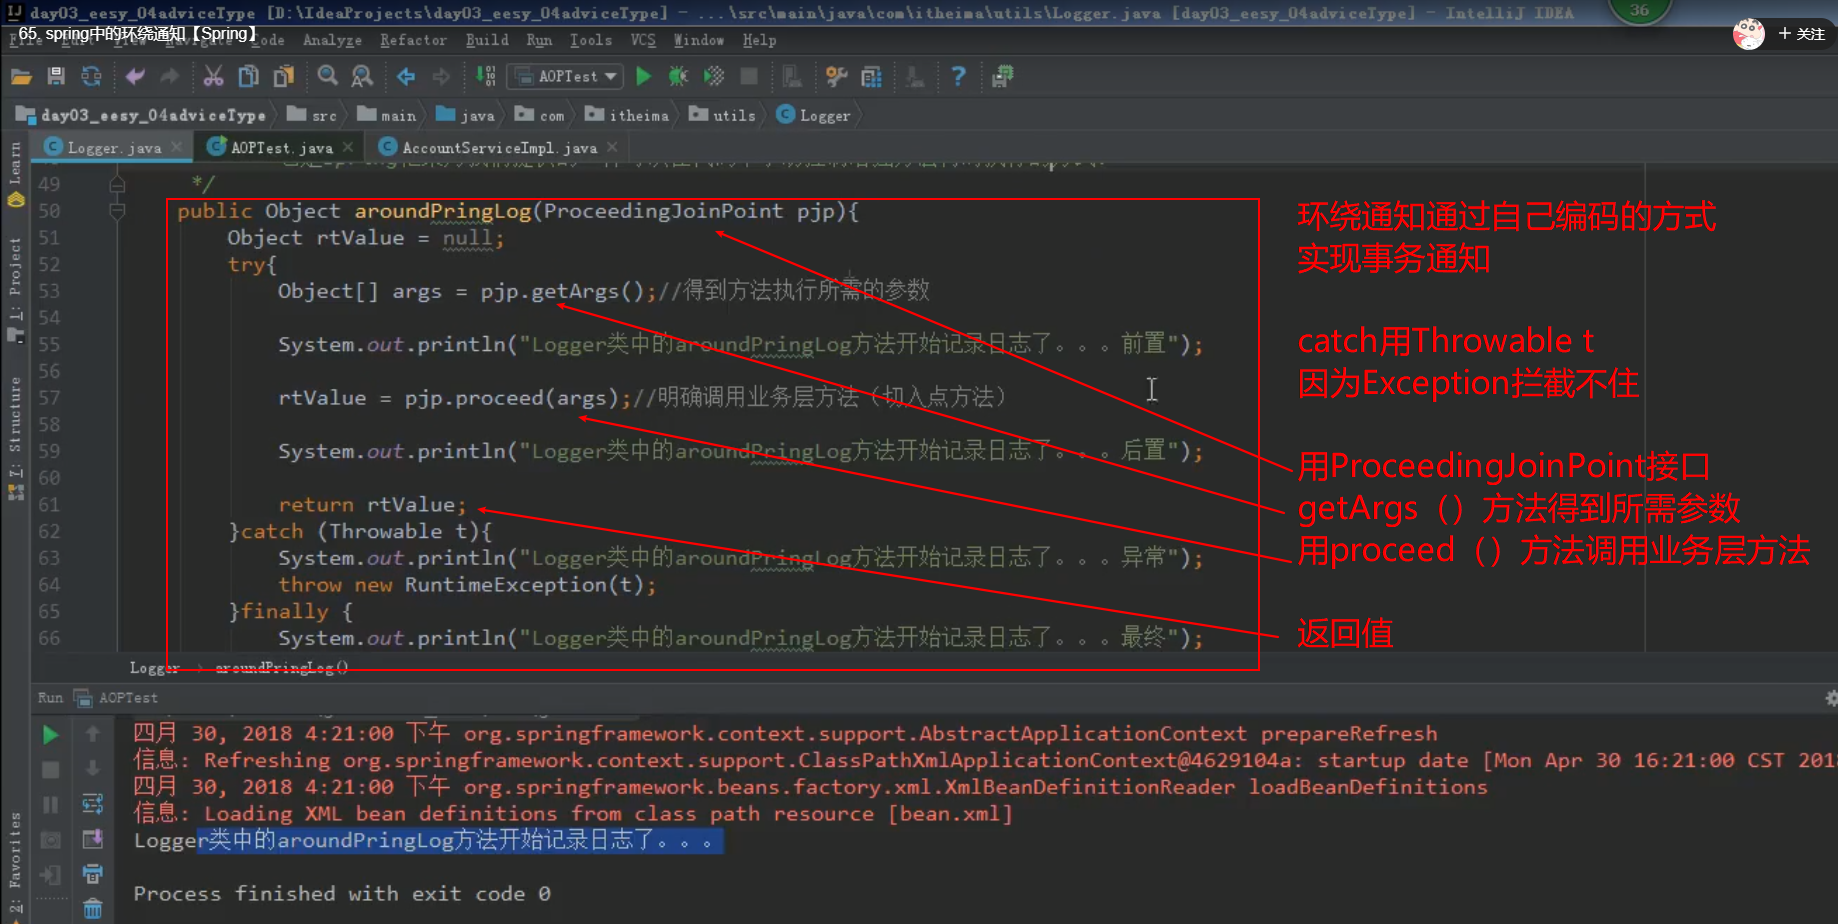 day03_eesy_04adviceType [D:\IdeaProjects\day03_eesy_04adviceType] - ...\src\main\java\com\itheima\utils\Logger.java [day03_eesy_04adviceType] - IntelliJ IDEA
36
65. spring中的环绕通知【Spring】
+ 关注
File Edit View Navigate Code Analyze Refactor Build Run Tools VCS Window Help
AOPTest
day03_eesy_04adviceType src main java com itheima utils Logger
Logger.java AOPTest.java AccountServiceImpl.java
Learn
1: Project
7: Structure
2: Favorites
49 */
50 public Object aroundPringLog(ProceedingJoinPoint pjp){
51 Object rtValue = null;
52 try{
53 Object[] args = pjp.getArgs();//得到方法执行所需的参数
54
55 System.out.println("Logger类中的aroundPringLog方法开始记录日志了。。。前置");
56
57 rtValue = pjp.proceed(args);//明确调用业务层方法（切入点方法）
58
59 System.out.println("Logger类中的aroundPringLog方法开始记录日志了。。。后置");
60
61 return rtValue;
62 }catch (Throwable t){
63 System.out.println("Logger类中的aroundPringLog方法开始记录日志了。。。异常");
64 throw new RuntimeException(t);
65 }finally {
66 System.out.println("Logger类中的aroundPringLog方法开始记录日志了。。。最终");
Logger > aroundPringLog()
环绕通知通过自己编码的方式
实现事务通知
catch用Throwable t
因为Exception拦截不住
用ProceedingJoinPoint接口
getArgs（）方法得到所需参数
用proceed（）方法调用业务层方法
返回值
Run AOPTest
四月 30, 2018 4:21:00 下午 org.springframework.context.support.AbstractApplicationContext prepareRefresh
信息: Refreshing org.springframework.context.support.ClassPathXmlApplicationContext@4629104a: startup date [Mon Apr 30 16:21:00 CST 201
四月 30, 2018 4:21:00 下午 org.springframework.beans.factory.xml.XmlBeanDefinitionReader loadBeanDefinitions
信息: Loading XML bean definitions from class path resource [bean.xml]
Logger类中的aroundPringLog方法开始记录日志了。。。
Process finished with exit code 0